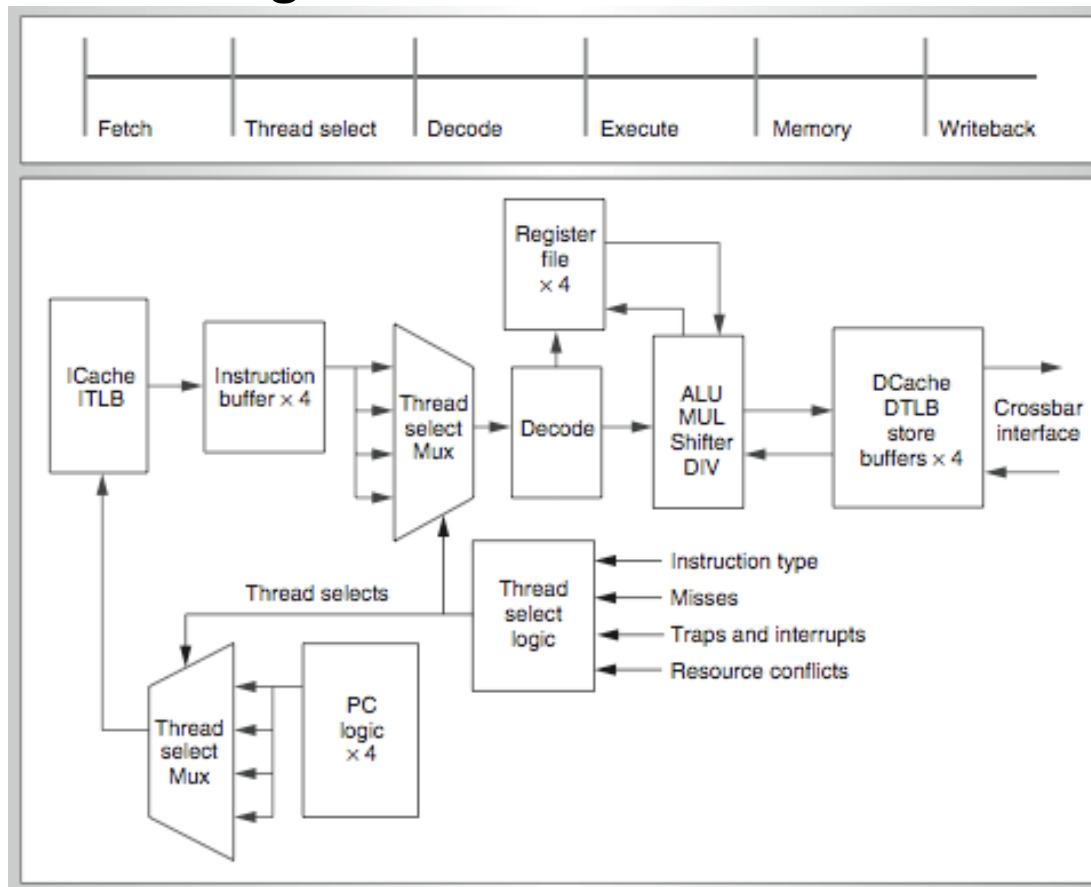 Fetch
Thread select
Decode
Execute
Memory
Writeback
Register
file
× 4
ICache
ITLB
Instruction
buffer × 4
Thread
select
Mux
Decode
ALU
MUL
Shifter
DIV
DCache
DTLB
store
buffers × 4
Crossbar
interface
Thread selects
Thread
select
logic
Instruction type
Misses
Traps and interrupts
Resource conflicts
Thread
select
Mux
PC
logic
× 4